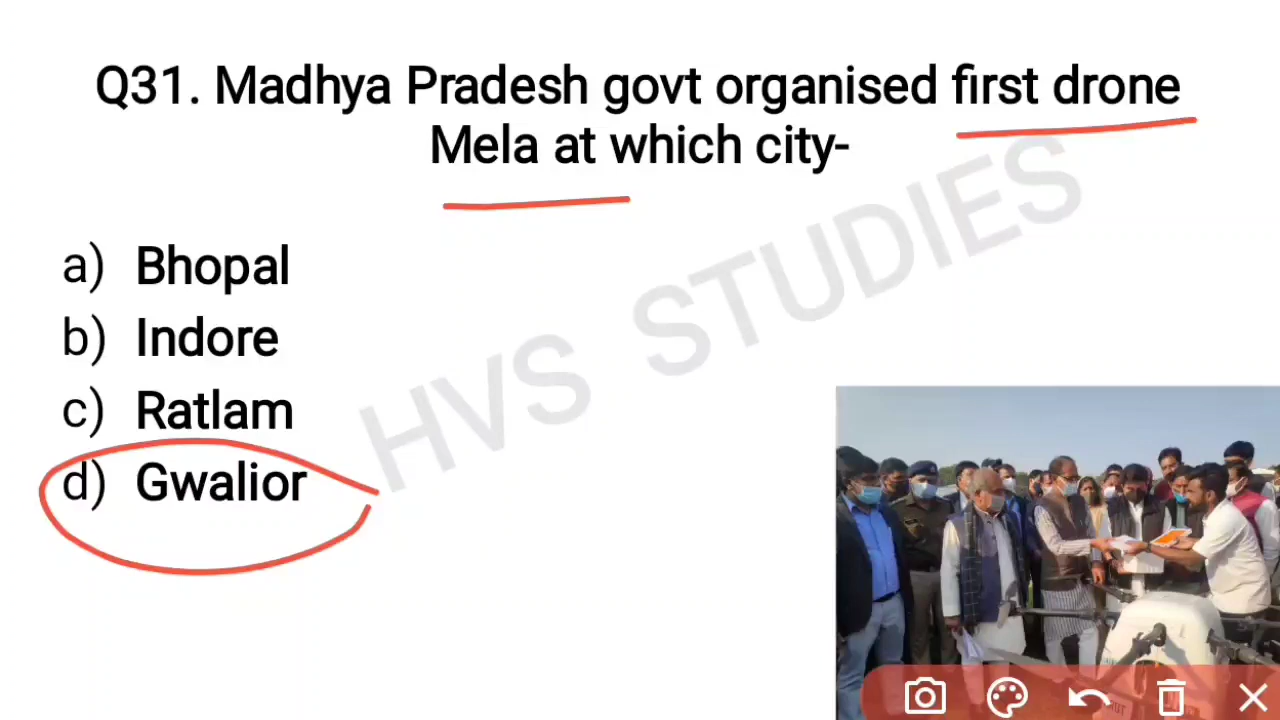 Q31. Madhya Pradesh govt organised first drone
Mela at which city-
a) Bhopal
b) Indore
c) Ratlam
d) Gwalior
HVS STUDIES